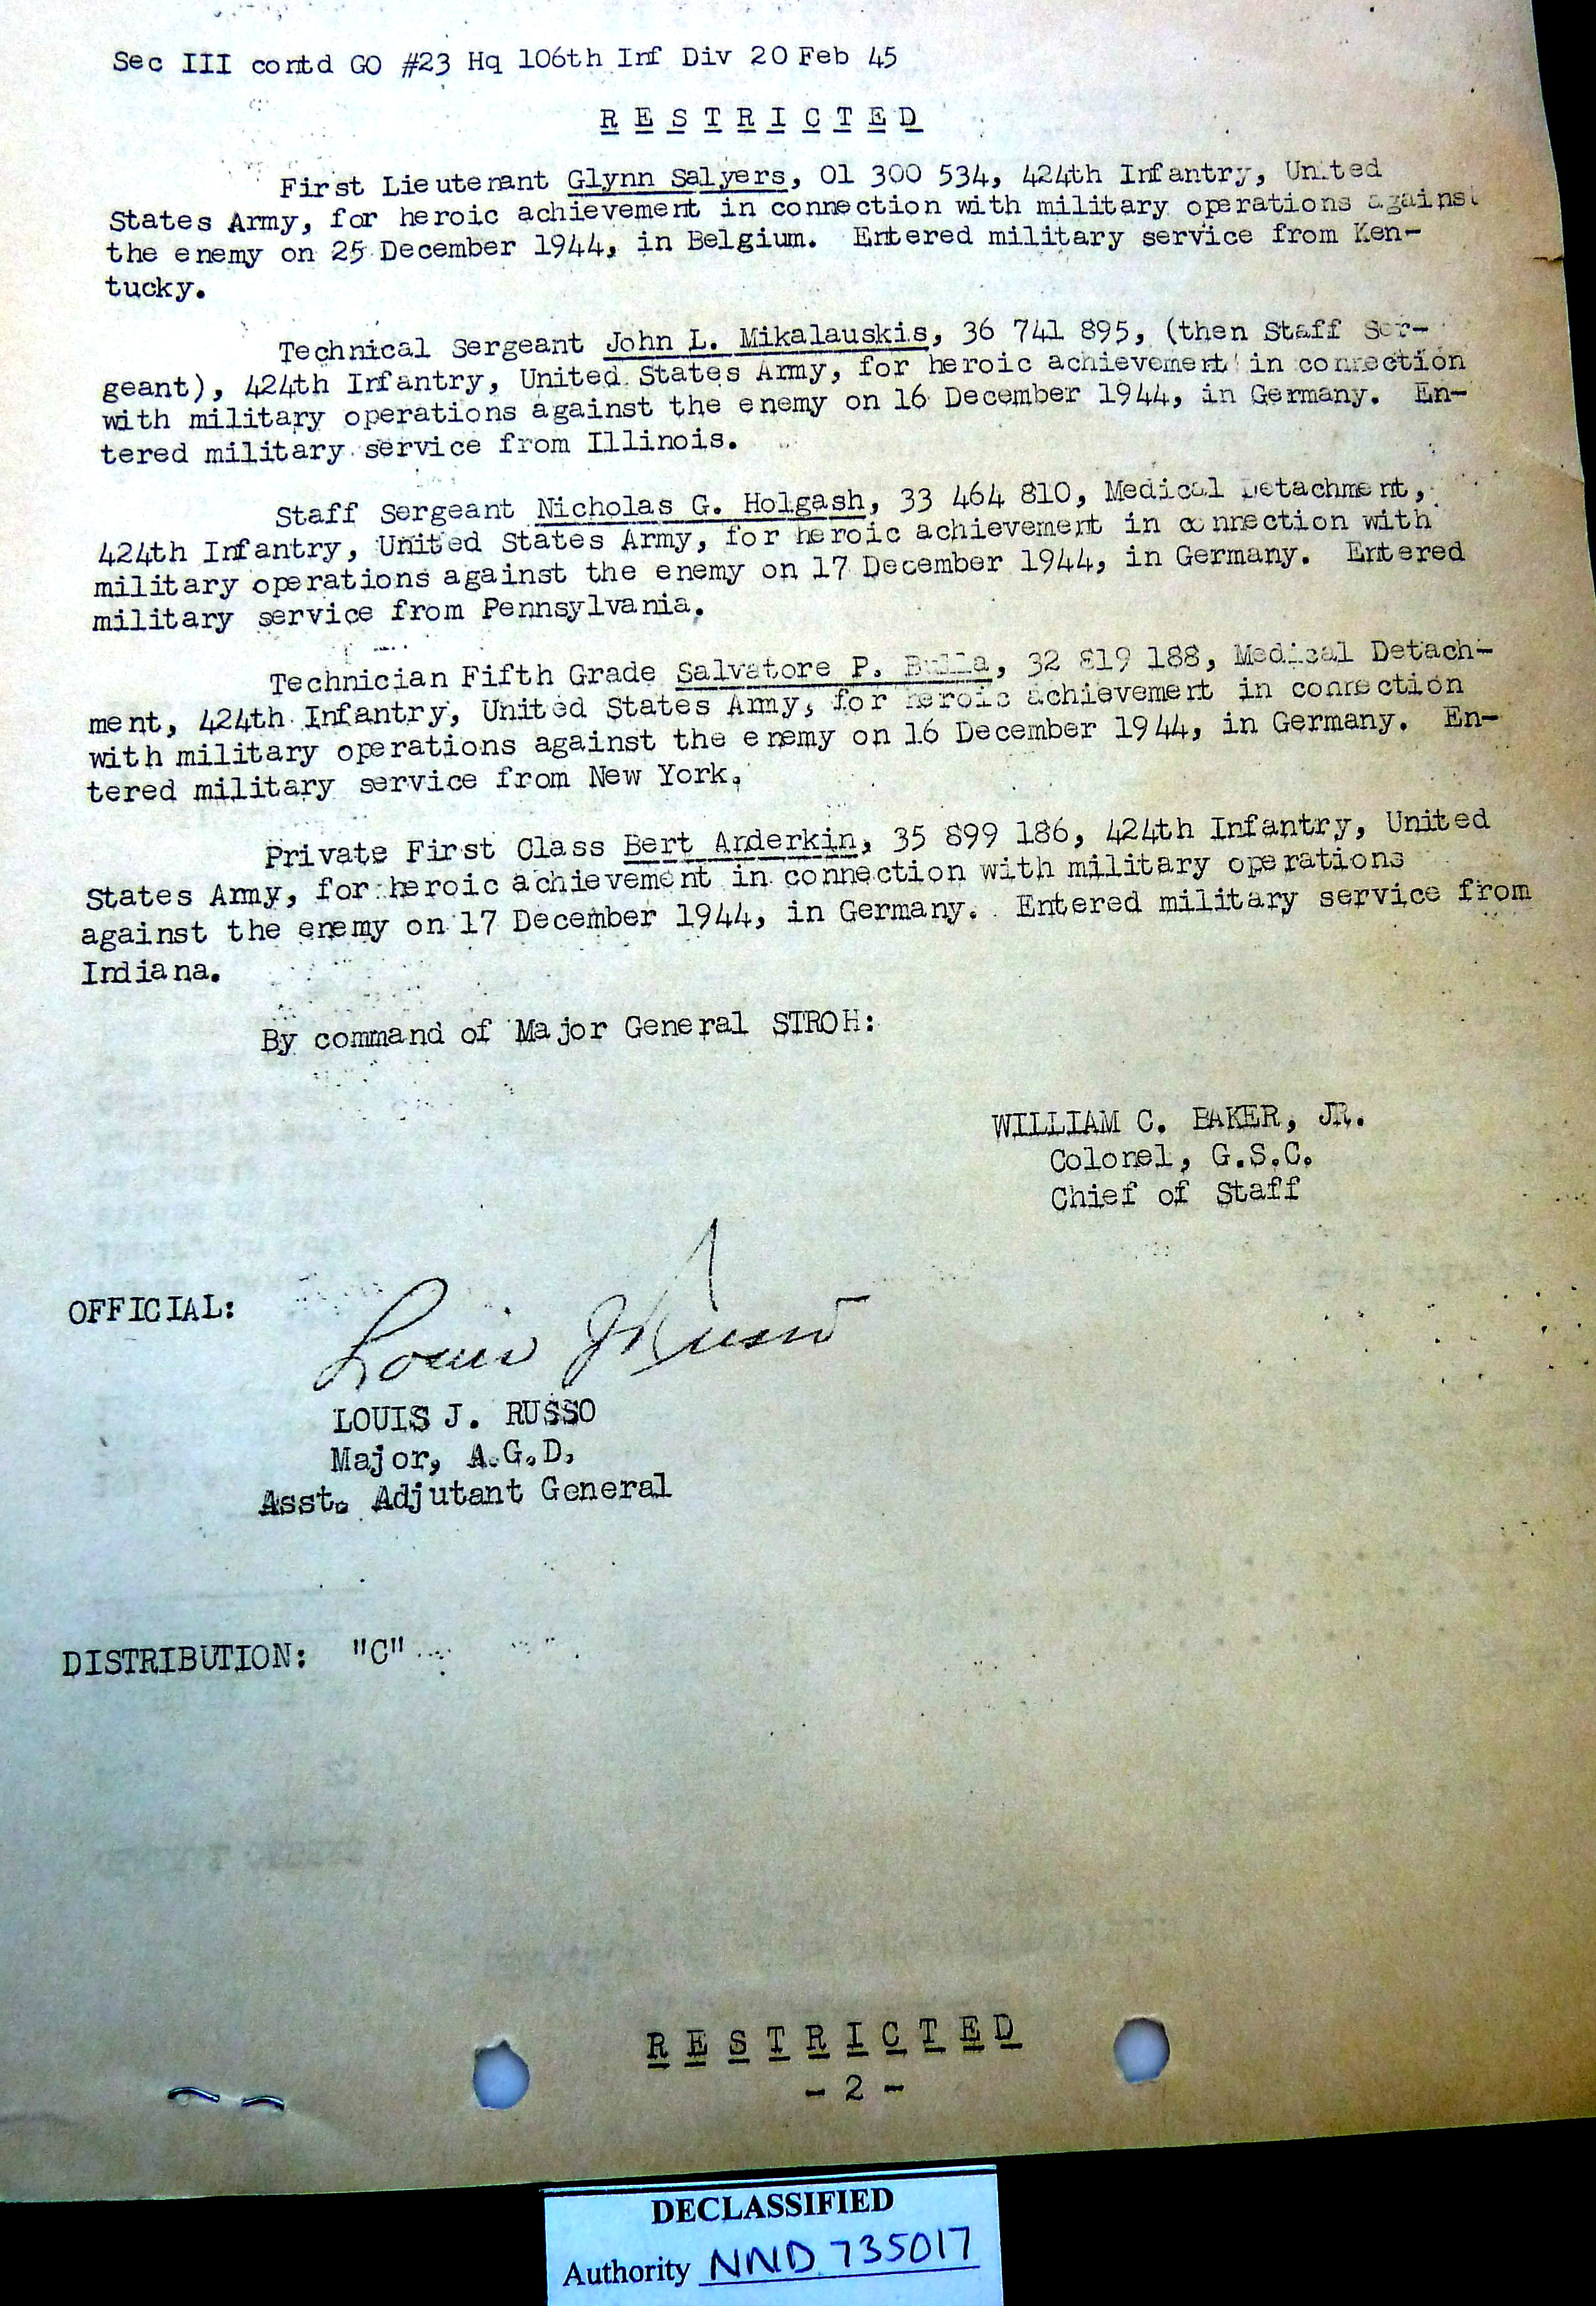 Sec III contd GO #23 Hq 106th Inf Div 20 Feb 45
R E S T R I C T E D
First Lieutenant Glynn Salyers, 01 300 534, 424th Infantry, United
States Army, for heroic achievement in connection with military operations against
the enemy on 25 December 1944, in Belgium. Entered military service from Ken-
tucky.
Technical Sergeant John L. Mikalauskis, 36 741 895, (then Staff Ser-
geant), 424th Infantry, United States Army, for heroic achievement in connection
with military operations against the enemy on 16 December 1944, in Germany. En-
tered military service from Illinois.
Staff Sergeant Nicholas G. Holgash, 33 464 810, Medical Detachment,
424th Infantry, United States Army, for heroic achievement in connection with
military operations against the enemy on 17 December 1944, in Germany. Entered
military service from Pennsylvania.
Technician Fifth Grade Salvatore P. Bulla, 32 819 188, Medical Detach-
ment, 424th Infantry, United States Army, for heroic achievement in connection
with military operations against the enemy on 16 December 1944, in Germany. En-
tered military service from New York.
Private First Class Bert Anderkin, 35 899 186, 424th Infantry, United
States Army, for heroic achievement in connection with military operations
against the enemy on 17 December 1944, in Germany. Entered military service from
Indiana.
By command of Major General STROH:
WILLIAM C. BAKER, JR.
Colonel, G.S.C.
Chief of Staff
OFFICIAL:
Louis J Russo
LOUIS J. RUSSO
Major, A.G.D.
Asst. Adjutant General
DISTRIBUTION: "C"
R E S T R I C T E D
- 2 -
DECLASSIFIED
Authority NND 735017